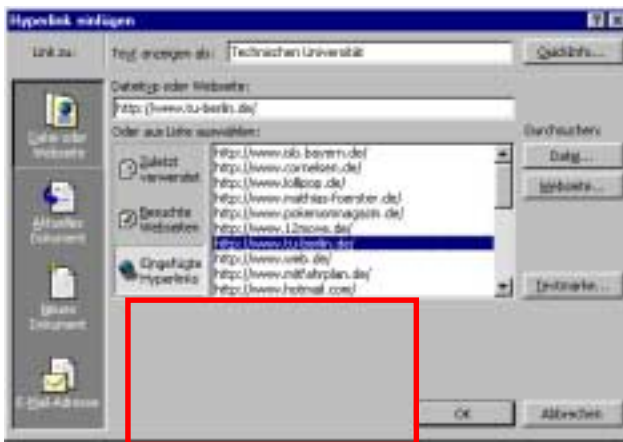 Hyperlink einfügen
Link zu:
Text anzeigen als: Technischen Universität
QuickInfo...
Dateityp oder Webseite:
http://www.tu-berlin.de/
Oder aus Liste auswählen:
Durchsuchen:
Datei oder Webseite
Aktuelles Dokument
Neues Dokument
E-Mail-Adresse
Zuletzt verwendet
Besuchte Webseiten
Eingefügte Hyperlinks
http://www.isb.bayern.de/
http://www.cornelsen.de/
http://www.lollipop.de/
http://www.mathias-foerster.de/
http://www.pokemonmagazin.de/
http://www.12move.de/
http://www.tu-berlin.de/
http://www.web.de/
http://www.mitfahrplan.de/
http://www.hotmail.com/
Datei...
Webseite...
Textmarke...
OK
Abbrechen